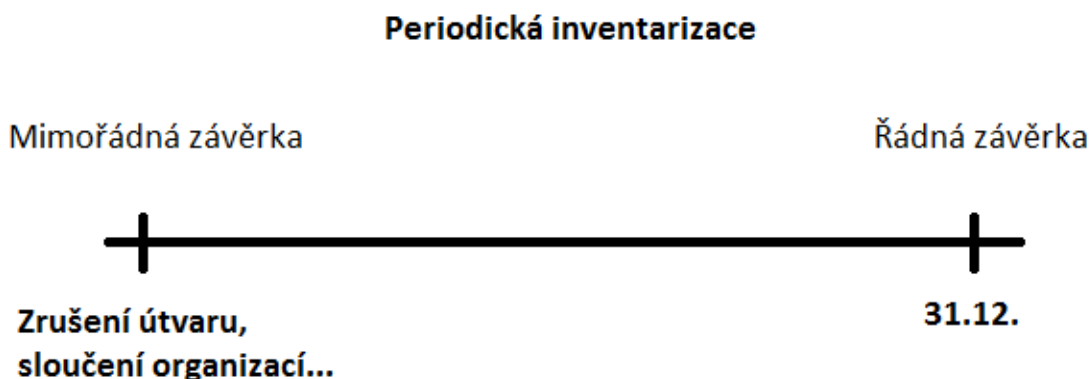 Periodická inventarizace
Mimořádná závěrka
Řádná závěrka
Zrušení útvaru,
sloučení organizací...
31.12.